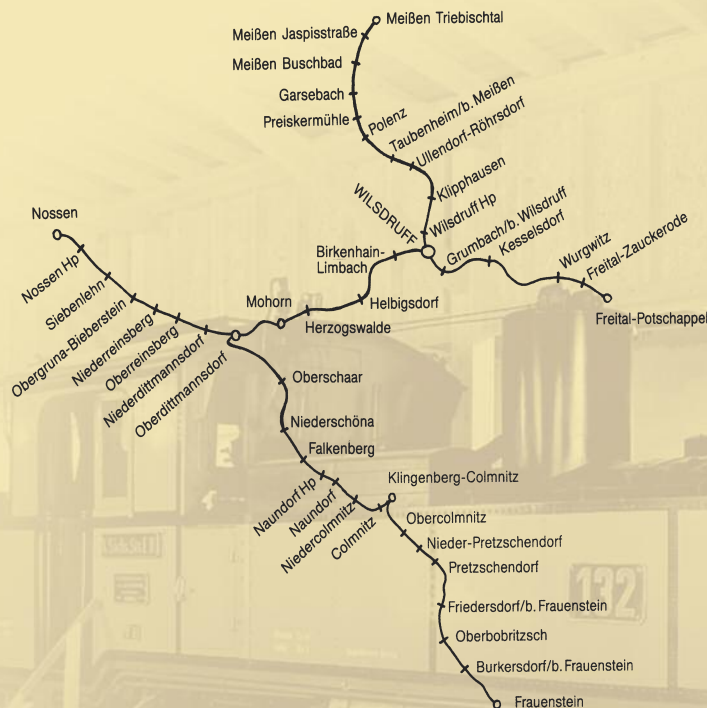 Meißen Triebischtal
Meißen Jaspisstraße
Meißen Buschbad
Garsebach
Preiskermühle
Polenz
Taubenheim/b. Meißen
Ullendorf-Röhrsdorf
Klipphausen
Wilsdruff Hp
WILSDRUFF
Grumbach/b. Wilsdruff
Kesselsdorf
Wurgwitz
Freital-Zauckerode
Freital-Potschappel
Birkenhain-
Limbach
Helbigsdorf
Herzogswalde
Mohorn
Nossen
Nossen Hp
Siebenlehn
Obergruna-Bieberstein
Niederreinsberg
Oberreinsberg
Niederdittmannsdorf
Oberdittmannsdorf
Oberschaar
Niederschöna
Falkenberg
Naundorf Hp
Naundorf
Niedercolmnitz
Colmnitz
Klingenberg-Colmnitz
Obercolmnitz
Nieder-Pretzschendorf
Pretzschendorf
Friedersdorf/b. Frauenstein
Oberbobritzsch
Burkersdorf/b. Frauenstein
Frauenstein
132